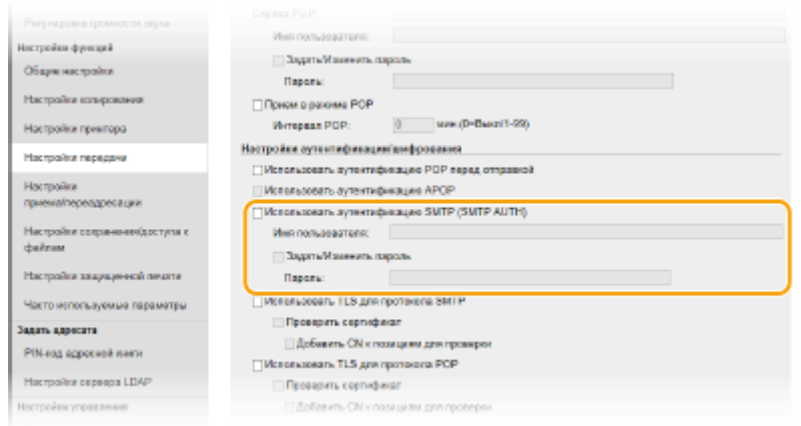 Регулировка громкости звука
Настройки функций
Общие настройки
Настройки копирования
Настройки принтера
Настройки передачи
Настройки
приема/переадресации
Настройки сохранения/доступа к
файлам
Настройки защищенной печати
Часто используемые параметры
Задать адресата
PIN-код адресной книги
Настройки сервера LDAP
Настройки управления
Сервер POP:
Имя пользователя:
Задать/Изменить пароль
Пароль:
Прием в режиме POP
Интервал POP: 0 мин.(0=Выкл/1-99)
Настройки аутентификации/шифрования
Использовать аутентификацию POP перед отправкой
Использовать аутентификацию APOP
Использовать аутентификацию SMTP (SMTP AUTH)
Имя пользователя:
Задать/Изменить пароль
Пароль:
Использовать TLS для протокола SMTP
Проверить сертификат
Добавить CN к позициям для проверки
Использовать TLS для протокола POP
Проверить сертификат
Добавить CN к позициям для проверки